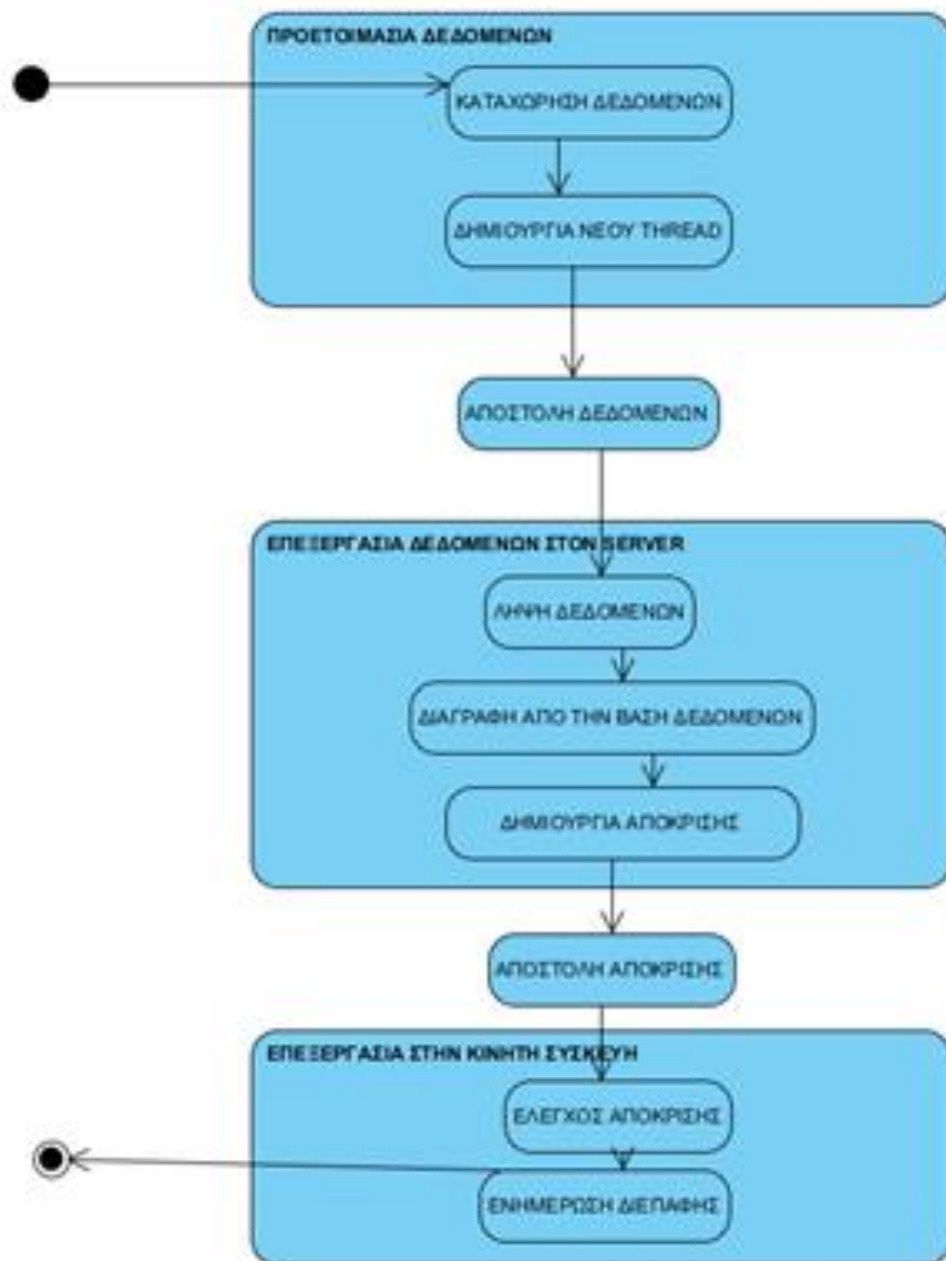 ΠΡΟΕΤΟΙΜΑΣΙΑ ΔΕΔΟΜΕΝΩΝ
ΚΑΤΑΧΩΡΗΣΗ ΔΕΔΟΜΕΝΩΝ
ΔΗΜΙΟΥΡΓΙΑ ΝΕΟΥ THREAD
ΑΠΟΣΤΟΛΗ ΔΕΔΟΜΕΝΩΝ
ΕΠΕΞΕΡΓΑΣΙΑ ΔΕΔΟΜΕΝΩΝ ΣΤΟΝ SERVER
ΛΗΨΗ ΔΕΔΟΜΕΝΩΝ
ΔΙΑΓΡΑΦΗ ΑΠΟ ΤΗΝ ΒΑΣΗ ΔΕΔΟΜΕΝΩΝ
ΔΗΜΙΟΥΡΓΙΑ ΑΠΟΚΡΙΣΗΣ
ΑΠΟΣΤΟΛΗ ΑΠΟΚΡΙΣΗΣ
ΕΠΕΞΕΡΓΑΣΙΑ ΣΤΗΝ ΚΙΝΗΤΗ ΣΥΣΚΕΥΗ
ΕΛΕΓΧΟΣ ΑΠΟΚΡΙΣΗΣ
ΕΝΗΜΕΡΩΣΗ ΔΙΕΠΑΦΗΣ